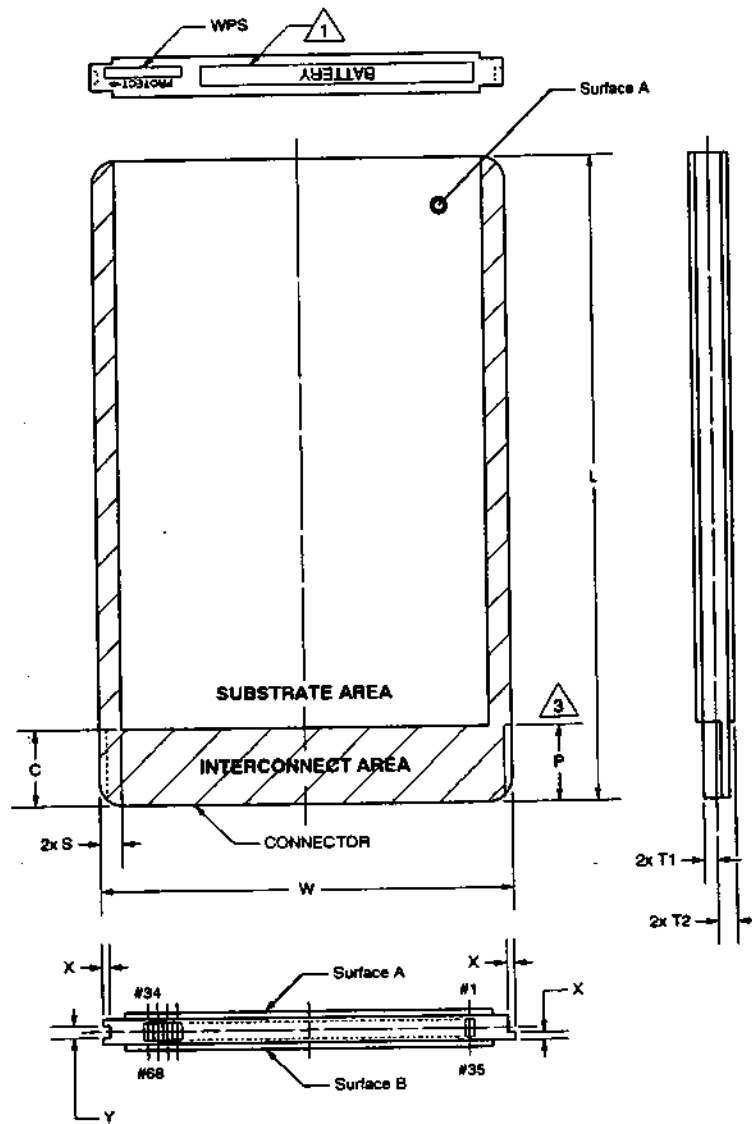 WPS
1
PROTECT
BATTERY
Surface A
L
SUBSTRATE AREA
3
C
INTERCONNECT AREA
P
2x S
CONNECTOR
W
2x T1
2x T2
X
#34
Surface A
X
#1
X
#68
Surface B
#35
Y